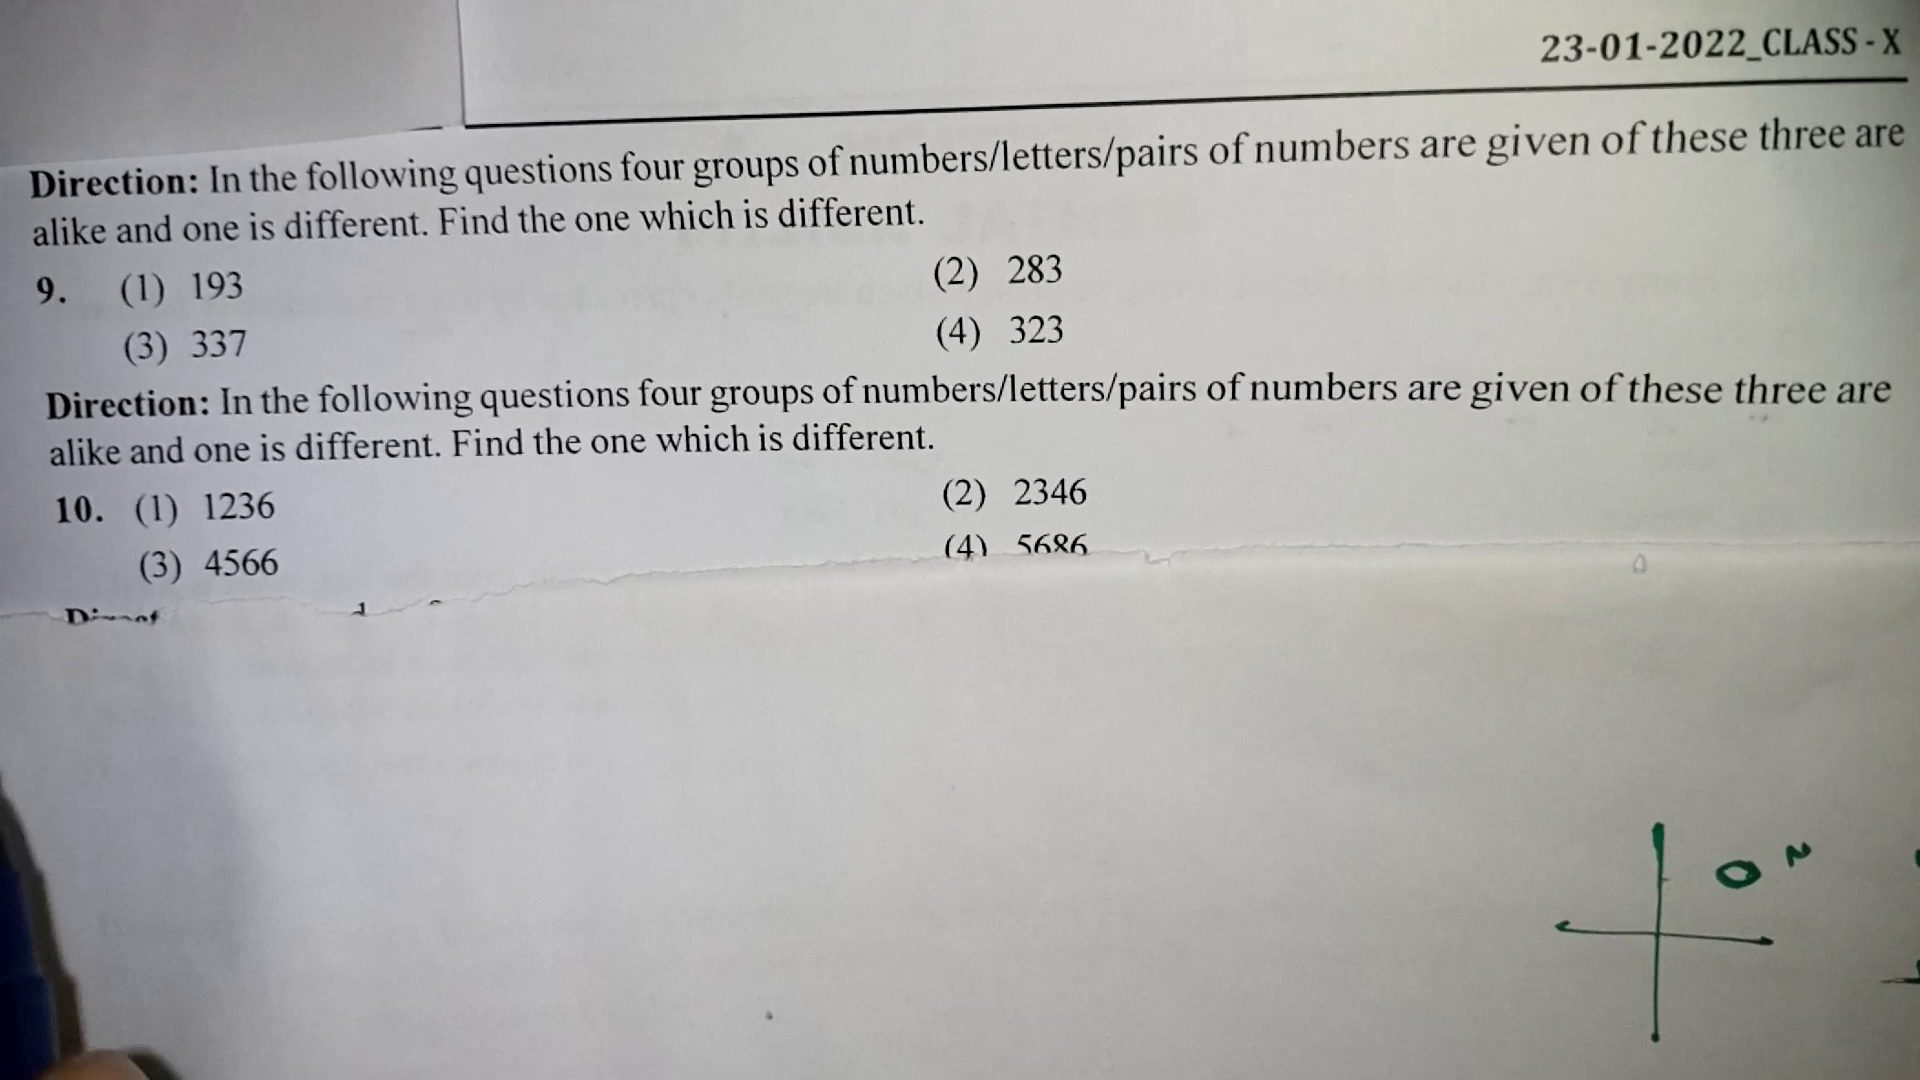 23-01-2022_CLASS - X
Direction: In the following questions four groups of numbers/letters/pairs of numbers are given of these three are
alike and one is different. Find the one which is different.
9. (1) 193 (2) 283
(3) 337 (4) 323
Direction: In the following questions four groups of numbers/letters/pairs of numbers are given of these three are
alike and one is different. Find the one which is different.
10. (1) 1236 (2) 2346
(3) 4566 (4) 5686